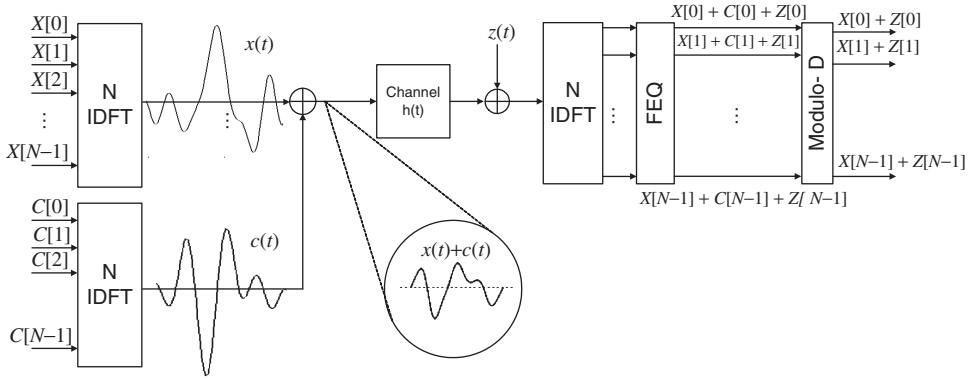 X[0]
X[1]
X[2]
...
X[N−1]
N
IDFT
x(t)
...
C[0]
C[1]
C[2]
C[N−1]
N
IDFT
c(t)
x(t)+c(t)
Channel
h(t)
z(t)
N
IDFT
...
...
FEQ
X[0] + C[0] + Z[0]
X[1] + C[1] + Z[1]
...
X[N−1] + C[N−1] + Z[ N−1]
Modulo- D
X[0] + Z[0]
X[1] + Z[1]
X[N−1] + Z[N−1]